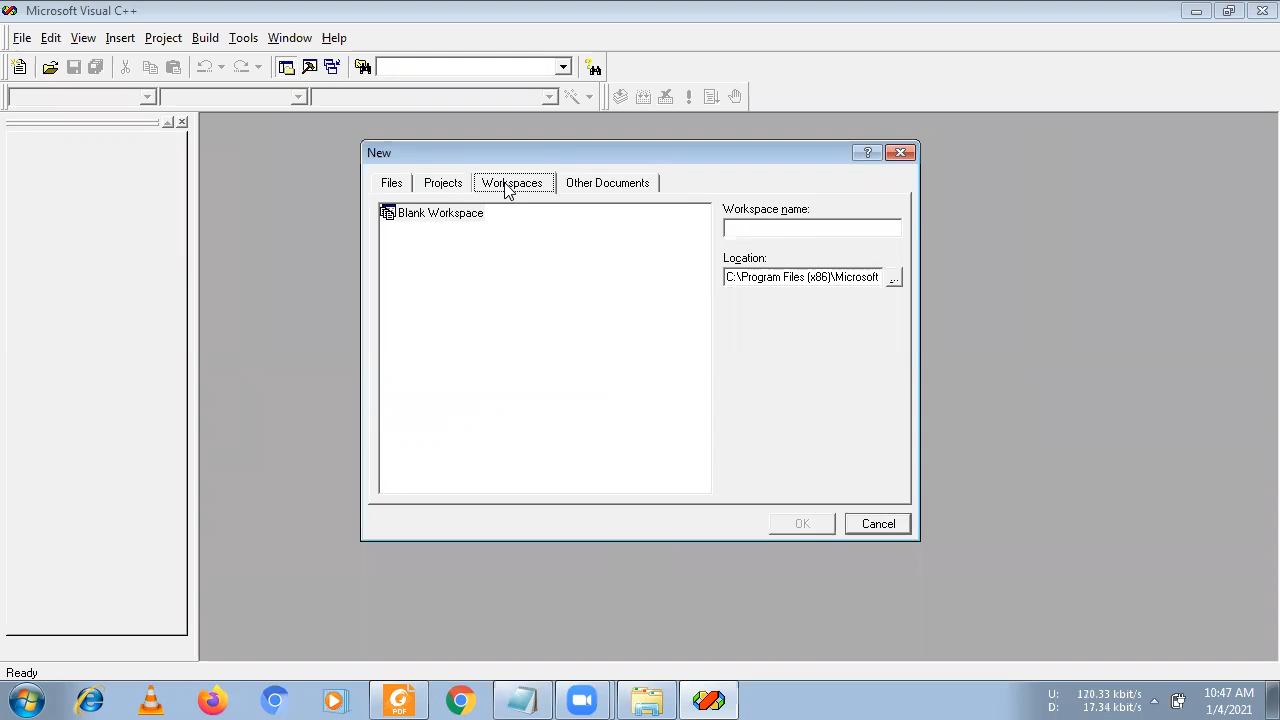 Microsoft Visual C++
File Edit View Insert Project Build Tools Window Help
New
Files Projects Workspaces Other Documents
Blank Workspace
Workspace name:
Location:
C:\Program Files (x86)\Microsoft
...
OK Cancel
Ready
PDF
U: 120.33 kbit/s
D: 17.34 kbit/s
10:47 AM
1/4/2021